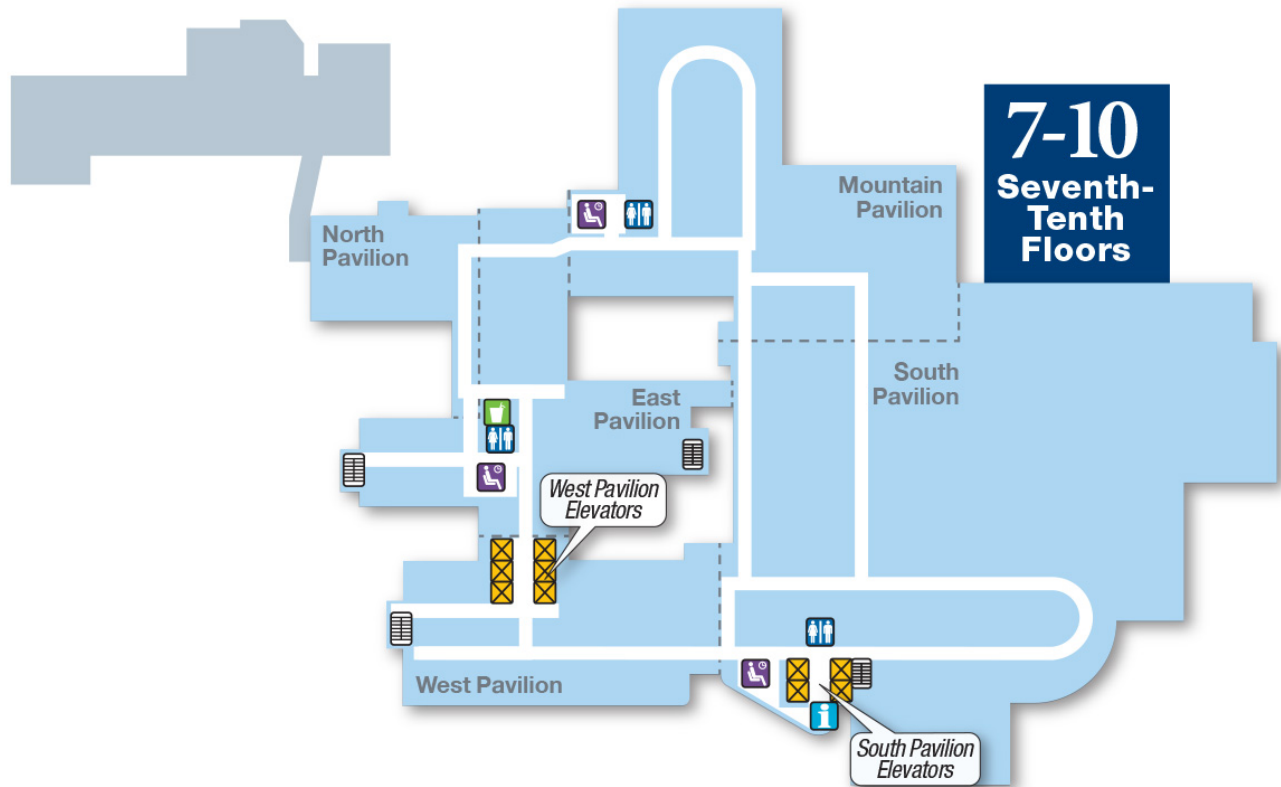 7-10
Seventh-
Tenth
Floors
Mountain
Pavilion
North
Pavilion
South
Pavilion
East
Pavilion
West Pavilion
Elevators
West Pavilion
South Pavilion
Elevators